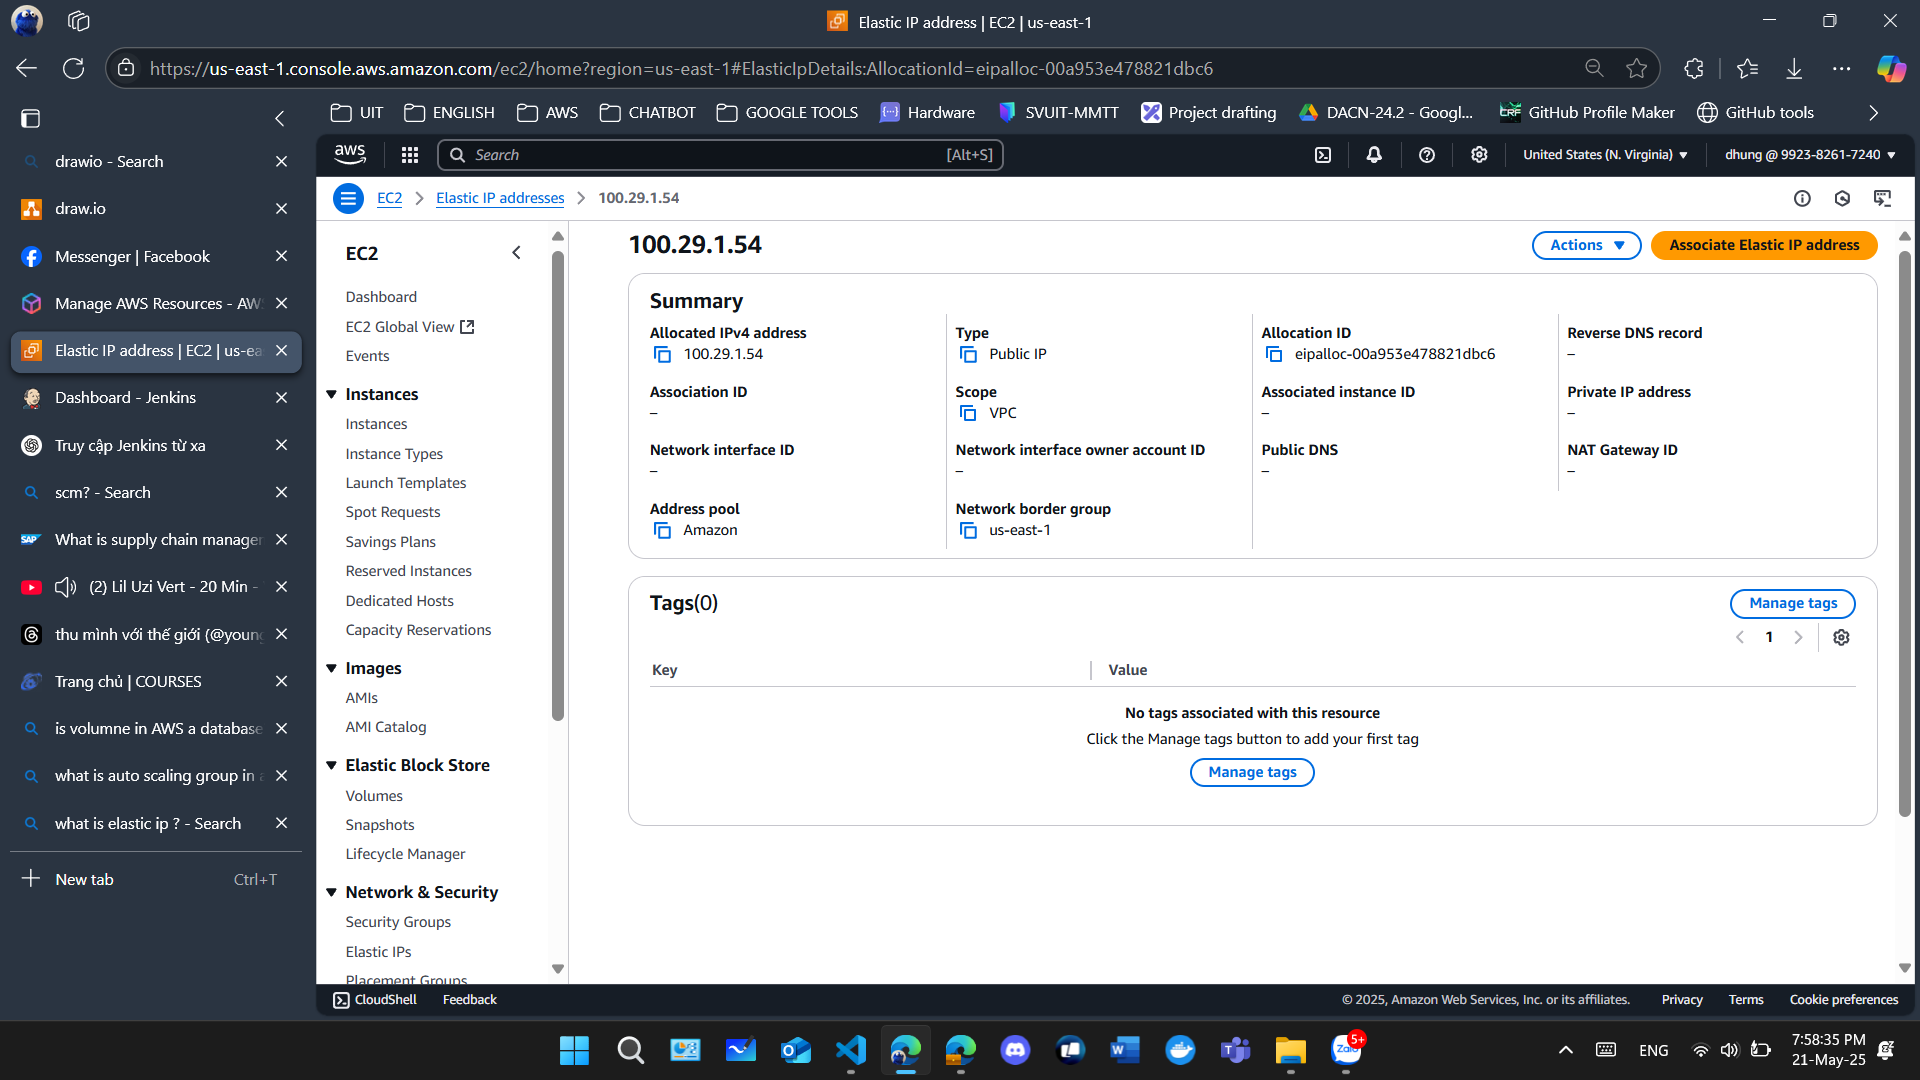 Elastic IP address | EC2 | us-east-1
https://us-east-1.console.aws.amazon.com/ec2/home?region=us-east-1#ElasticIpDetails:AllocationId=eipalloc-00a953e478821dbc6
UIT
ENGLISH
AWS
CHATBOT
GOOGLE TOOLS
Hardware
SVUIT-MMTT
Project drafting
DACN-24.2 - Googl...
GitHub Profile Maker
GitHub tools
drawio - Search
draw.io
Messenger | Facebook
Manage AWS Resources - AW
Elastic IP address | EC2 | us-ea
Dashboard - Jenkins
Truy cập Jenkins từ xa
scm? - Search
What is supply chain manager
(2) Lil Uzi Vert - 20 Min -
thu mình với thế giới (@young
Trang chủ | COURSES
is volumne in AWS a database
what is auto scaling group in a
what is elastic ip ? - Search
New tab
Ctrl+T
aws
Search
[Alt+S]
United States (N. Virginia)
dhung @ 9923-8261-7240
EC2
Elastic IP addresses
100.29.1.54
EC2
Dashboard
EC2 Global View
Events
Instances
Instances
Instance Types
Launch Templates
Spot Requests
Savings Plans
Reserved Instances
Dedicated Hosts
Capacity Reservations
Images
AMIs
AMI Catalog
Elastic Block Store
Volumes
Snapshots
Lifecycle Manager
Network & Security
Security Groups
Elastic IPs
Placement Groups
100.29.1.54
Actions
Associate Elastic IP address
Summary
Allocated IPv4 address
100.29.1.54
Type
Public IP
Allocation ID
eipalloc-00a953e478821dbc6
Reverse DNS record
–
Association ID
–
Scope
VPC
Associated instance ID
–
Private IP address
–
Network interface ID
–
Network interface owner account ID
–
Public DNS
–
NAT Gateway ID
–
Address pool
Amazon
Network border group
us-east-1
Tags(0)
Manage tags
1
Key
Value
No tags associated with this resource
Click the Manage tags button to add your first tag
Manage tags
CloudShell
Feedback
© 2025, Amazon Web Services, Inc. or its affiliates.
Privacy
Terms
Cookie preferences
Zalo
5+
ENG
7:58:35 PM
21-May-25